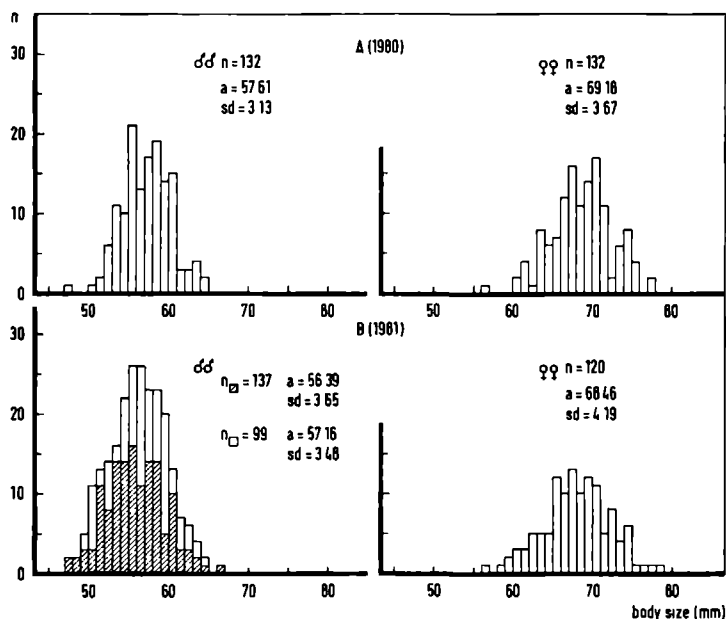 n
A (1980)
♂♂ n = 132
a = 57 61
sd = 3 13
♀♀ n = 132
a = 69 18
sd = 3 67
30
20
10
0
50 60 70 80
50 60 70 80
B (1981)
♂♂
n▨ = 137 a = 56 39
sd = 3 65
n□ = 99 a = 57 16
sd = 3 48
♀♀ n = 120
a = 68 46
sd = 4 19
30
20
10
0
50 60 70 80
50 60 70 80
body size (mm)